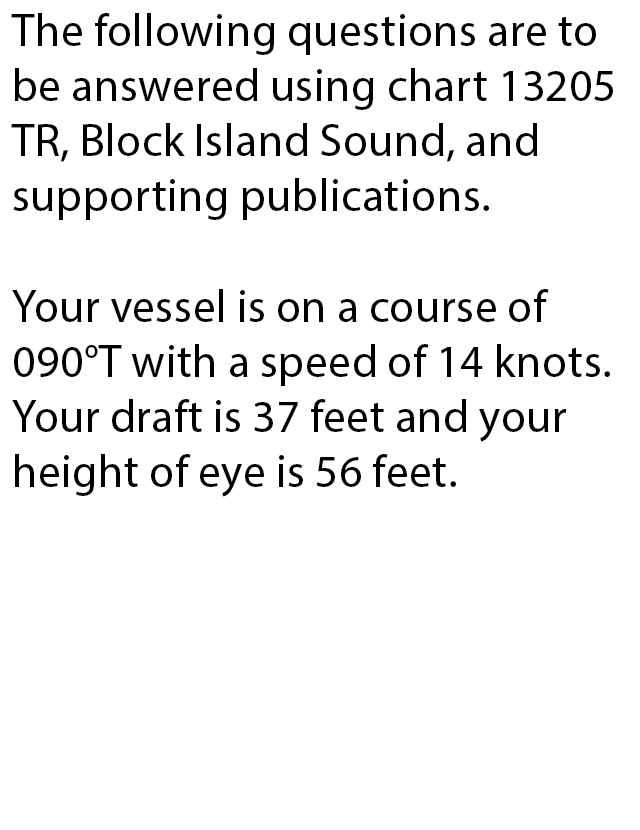 The following questions are to
be answered using chart 13205
TR, Block Island Sound, and
supporting publications.
Your vessel is on a course of
090°T with a speed of 14 knots.
Your draft is 37 feet and your
height of eye is 56 feet.